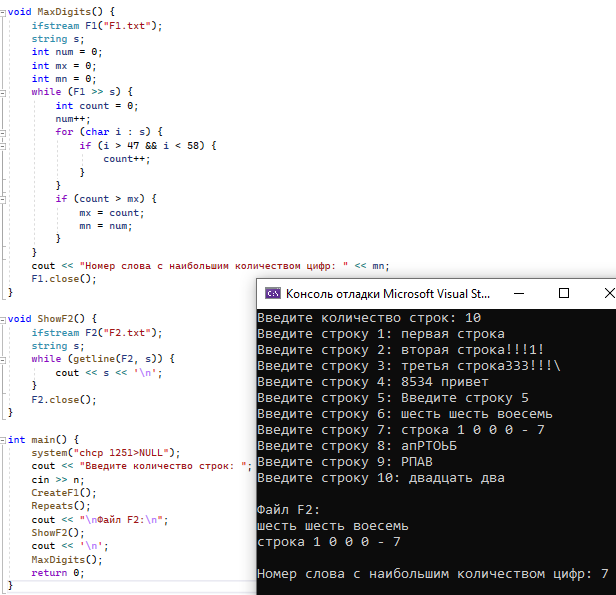 void MaxDigits() {
ifstream F1("F1.txt");
string s;
int num = 0;
int mx = 0;
int mn = 0;
while (F1 >> s) {
int count = 0;
num++;
for (char i : s) {
if (i > 47 && i < 58) {
count++;
}
}
if (count > mx) {
mx = count;
mn = num;
}
}
cout << "Номер слова с наибольшим количеством цифр: " << mn;
F1.close();
}
void ShowF2() {
ifstream F2("F2.txt");
string s;
while (getline(F2, s)) {
cout << s << '\n';
}
F2.close();
}
int main() {
system("chcp 1251>NULL");
cout << "Введите количество строк: ";
cin >> n;
CreateF1();
Repeats();
cout << "\nФайл F2:\n";
ShowF2();
cout << '\n';
MaxDigits();
return 0;
}
Консоль отладки Microsoft Visual St...
Введите количество строк: 10
Введите строку 1: первая строка
Введите строку 2: вторая строка!!!1!
Введите строку 3: третья строка333!!!\
Введите строку 4: 8534 привет
Введите строку 5: Введите строку 5
Введите строку 6: шесть шесть воесемь
Введите строку 7: строка 1 0 0 0 - 7
Введите строку 8: апРТОЬБ
Введите строку 9: РПАВ
Введите строку 10: двадцать два
Файл F2:
шесть шесть воесемь
строка 1 0 0 0 - 7
Номер слова с наибольшим количеством цифр: 7